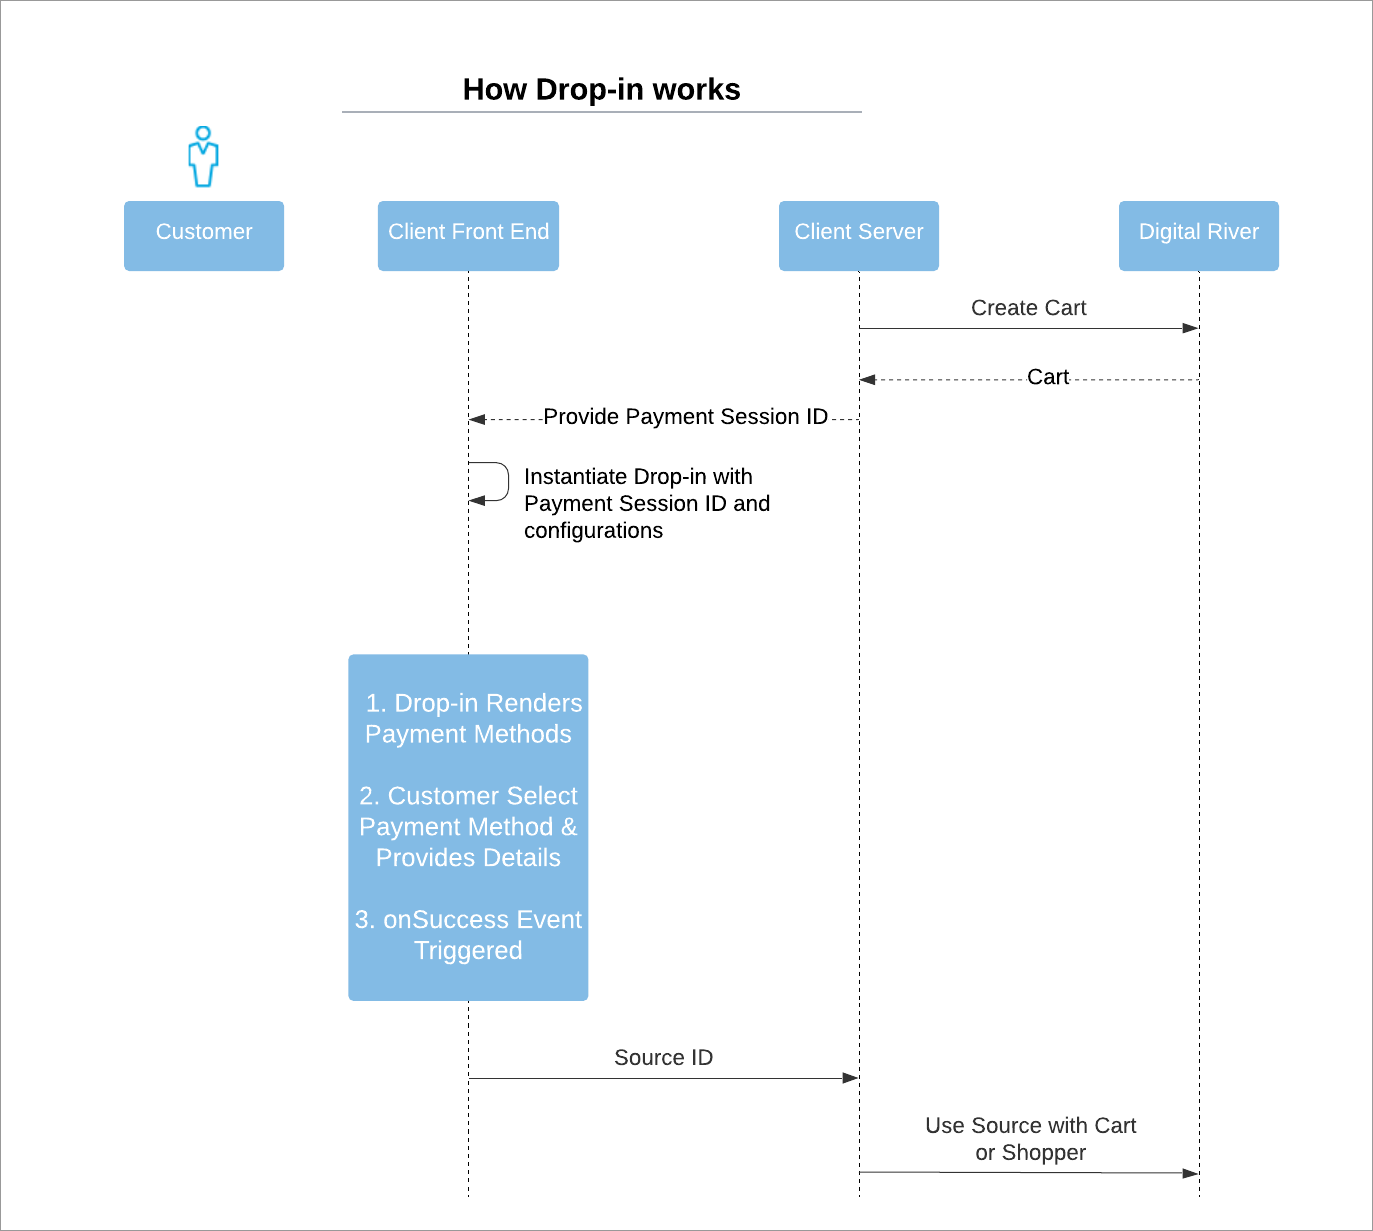 How Drop-in works
Customer
Client Front End
Client Server
Digital River
Create Cart
Cart
Provide Payment Session ID
Instantiate Drop-in with
Payment Session ID and
configurations
1. Drop-in Renders
Payment Methods
2. Customer Select
Payment Method &
Provides Details
3. onSuccess Event
Triggered
Source ID
Use Source with Cart
or Shopper